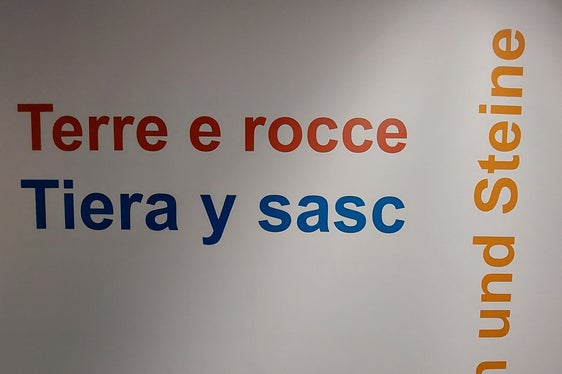 Terre e rocce
Tiera y sasc
und Steine